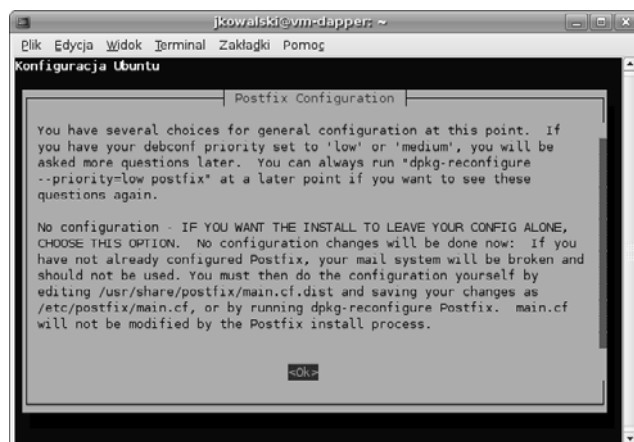 jkowalski@vm-dapper: ~
Plik Edycja Widok Terminal Zakładki Pomoc
Konfiguracja Ubuntu
Postfix Configuration
You have several choices for general configuration at this point. If
you have your debconf priority set to 'low' or 'medium', you will be
asked more questions later. You can always run "dpkg-reconfigure
--priority=low postfix" at a later point if you want to see these
questions again.
No configuration - IF YOU WANT THE INSTALL TO LEAVE YOUR CONFIG ALONE,
CHOOSE THIS OPTION. No configuration changes will be done now: If you
have not already configured Postfix, your mail system will be broken and
should not be used. You must then do the configuration yourself by
editing /usr/share/postfix/main.cf.dist and saving your changes as
/etc/postfix/main.cf, or by running dpkg-reconfigure Postfix. main.cf
will not be modified by the Postfix install process.
<Ok>